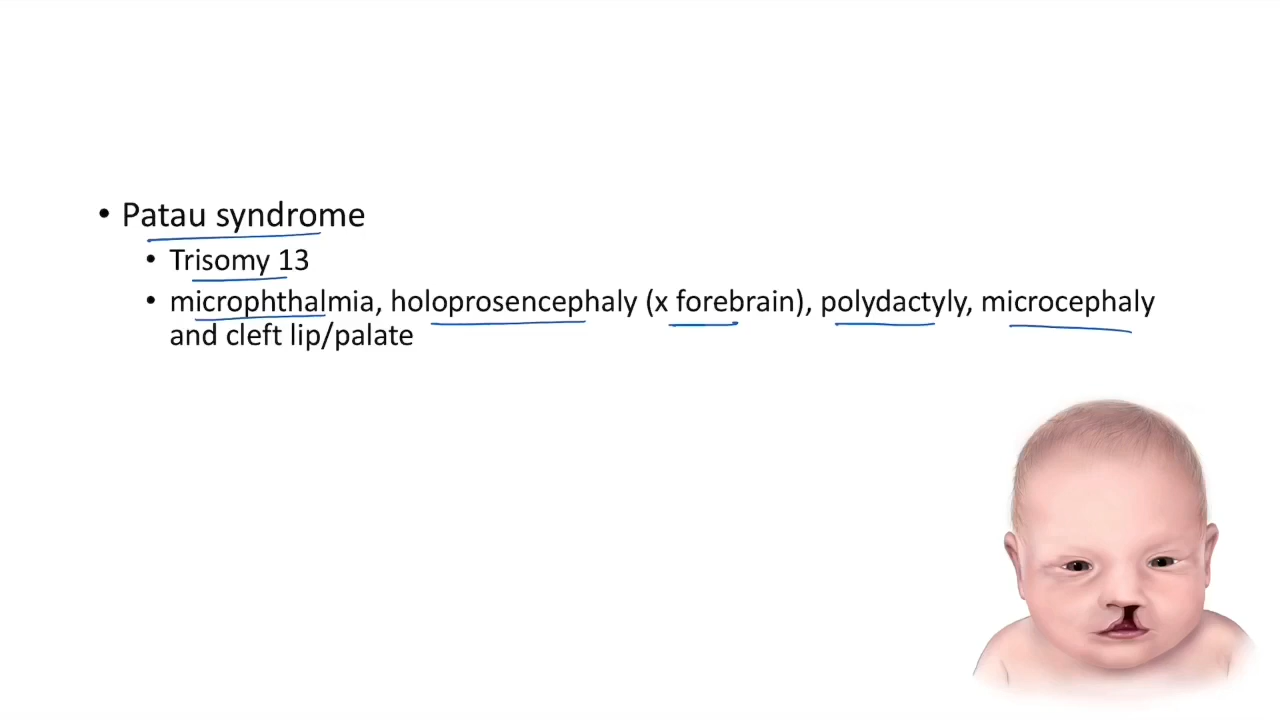 • Patau syndrome
• Trisomy 13
• microphthalmia, holoprosencephaly (x forebrain), polydactyly, microcephaly
and cleft lip/palate